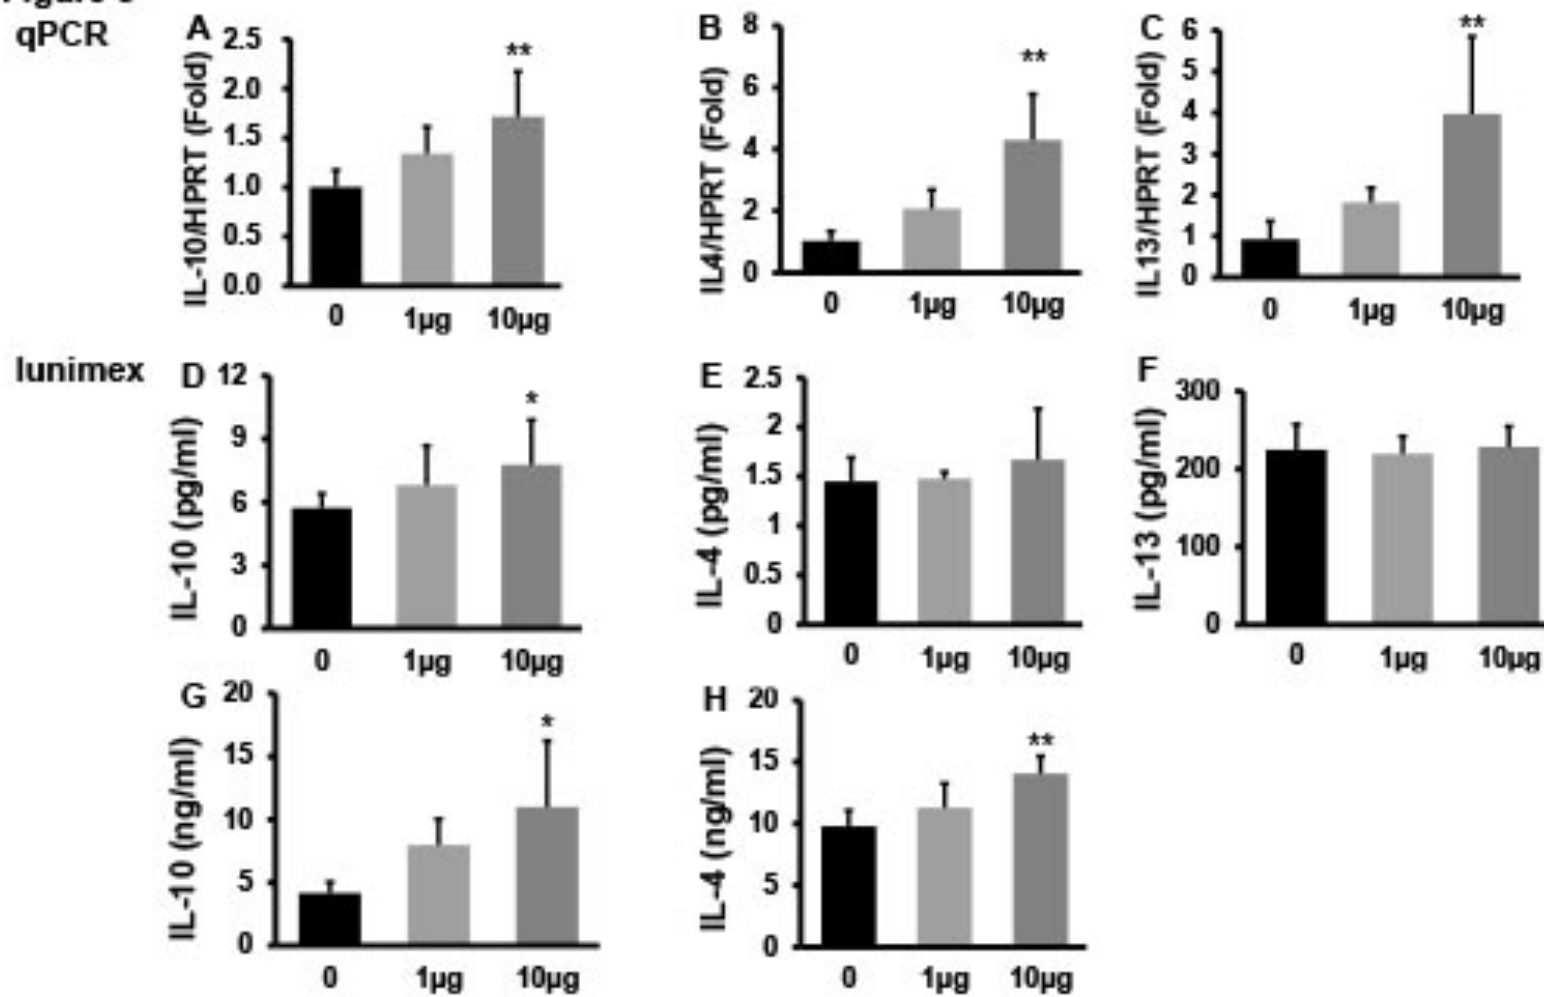 qPCR
A
IL-10/HPRT (Fold)
2.5
2.0
1.5
1.0
0.5
0.0
**
0 1µg 10µg
B
IL4/HPRT (Fold)
8
6
4
2
0
**
0 1µg 10µg
C
IL13/HPRT (Fold)
6
5
4
3
2
1
0
**
0 1µg 10µg
lunimex
D
IL-10 (pg/ml)
12
9
6
3
0
*
0 1µg 10µg
E
IL-4 (pg/ml)
2.5
2
1.5
1
0.5
0
0 1µg 10µg
F
IL-13 (pg/ml)
300
200
100
0
0 1µg 10µg
G
IL-10 (ng/ml)
20
15
10
5
0
*
0 1µg 10µg
H
IL-4 (ng/ml)
20
15
10
5
0
**
0 1µg 10µg